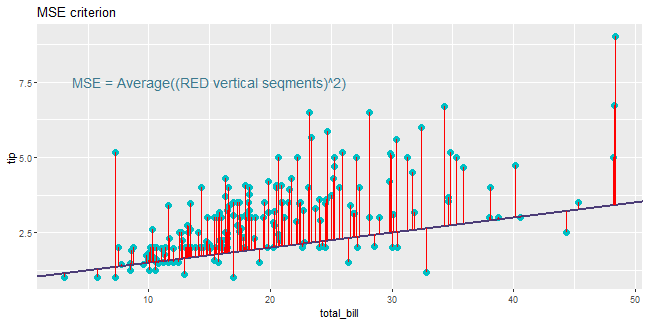 MSE criterion
MSE = Average((RED vertical seqments)^2)
7.5
5.0
2.5
tip
10
20
30
40
50
total_bill